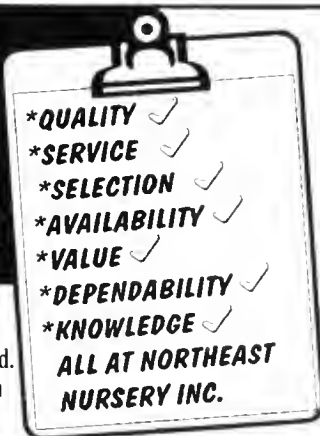 *QUALITY ✓
*SERVICE ✓
*SELECTION ✓
*AVAILABILITY ✓
*VALUE ✓
*DEPENDABILITY ✓
*KNOWLEDGE ✓
ALL AT NORTHEAST
NURSERY INC.